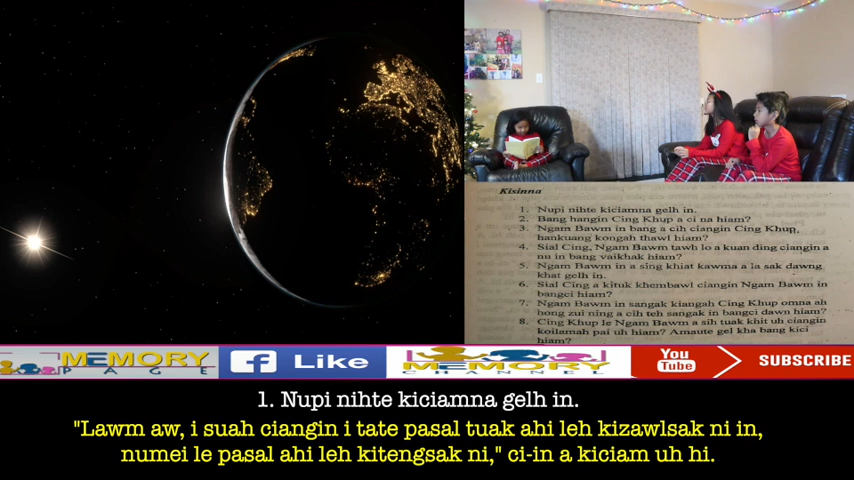 Kisinna
1. Nupi nihte kiciamna gelh in.
2. Bang hangin Cing Khup a ci na hiam?
3. Ngam Bawm in bang a cih ciangin Cing Khup,
hankuang kongah thawl hiam?
4. Sial Cing, Ngam Bawm tawh lo a kuan ding ciangin a
nu in bang vaikhak hiam?
5. Ngam Bawm in a sing khiat kawma a la sak dawng
khat gelh in.
6. Sial Cing a kituk khembawl ciangin Ngam Bawm in
bangci hiam?
7. Ngam Bawm in sangak kiangah Cing Khup omna ah
hong zui ning a cih teh sangak in bangci dawn hiam?
8. Cing Khup le Ngam Bawm a sih tuak khit uh ciangin
koilamah pai uh hiam? Amaute gel kha bang kici
hiam?
MEMORY
PAGE
Like
MEMORY
CHANNEL
YouTube
SUBSCRIBE
1. Nupi nihte kiciamna gelh in.
"Lawm aw, i suah ciangin i tate pasal tuak ahi leh kizawlsak ni in,
numei le pasal ahi leh kitengsak ni," ci-in a kiciam uh hi.